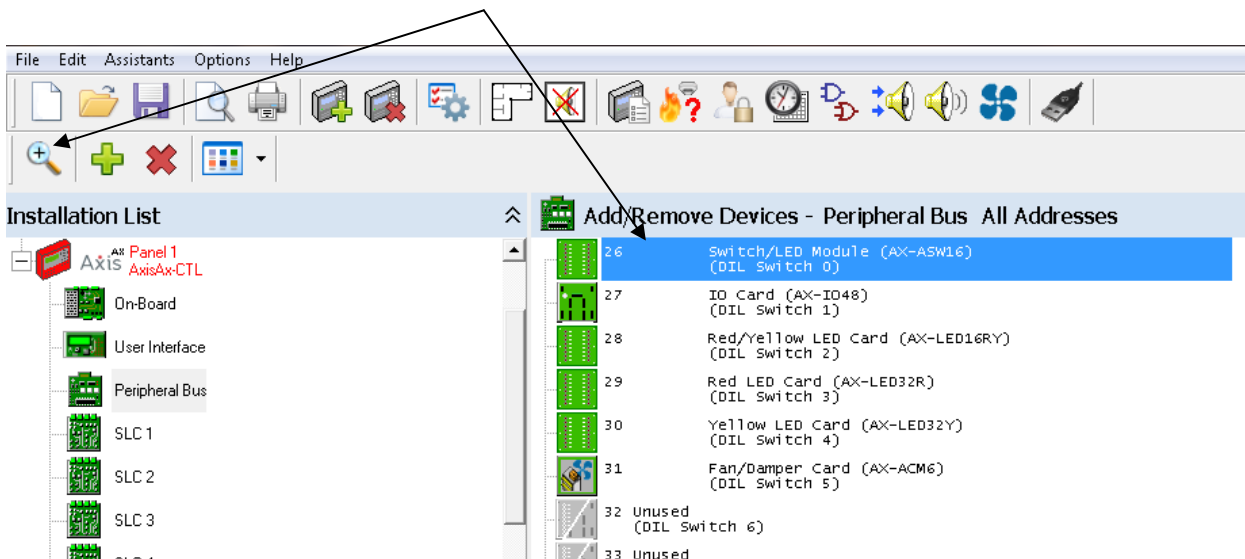 File Edit Assistants Options Help
Installation List
Add/Remove Devices - Peripheral Bus All Addresses
Axis AX Panel 1
AxisAx-CTL
On-Board
User Interface
Peripheral Bus
SLC 1
SLC 2
SLC 3
26 Switch/LED Module (AX-ASW16)
(DIL Switch 0)
27 IO Card (AX-IO48)
(DIL Switch 1)
28 Red/Yellow LED Card (AX-LED16RY)
(DIL Switch 2)
29 Red LED Card (AX-LED32R)
(DIL Switch 3)
30 Yellow LED Card (AX-LED32Y)
(DIL Switch 4)
31 Fan/Damper Card (AX-ACM6)
(DIL Switch 5)
32 Unused
(DIL Switch 6)
33 Unused